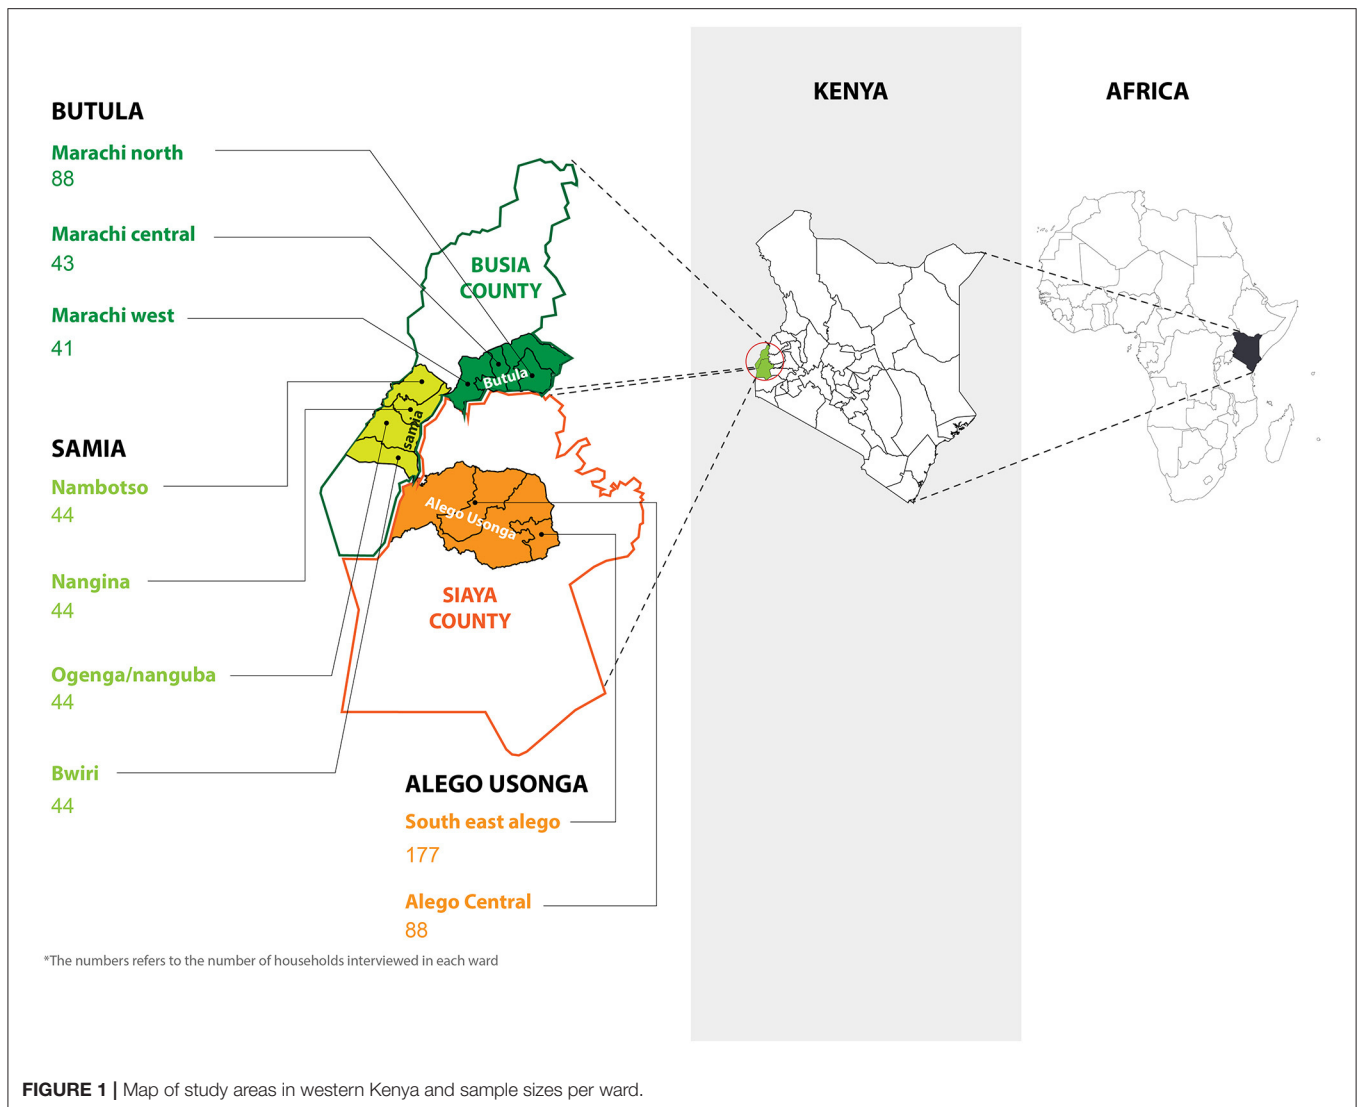 KENYA
AFRICA
BUTULA
Marachi north
88
Marachi central
43
Marachi west
41
BUSIA
COUNTY
Butula
samia
SAMIA
Nambotso
44
Nangina
44
Ogenga/nanguba
44
Bwiri
44
Alego Usonga
SIAYA
COUNTY
ALEGO USONGA
South east alego
177
Alego Central
88
*The numbers refers to the number of households interviewed in each ward
FIGURE 1 | Map of study areas in western Kenya and sample sizes per ward.